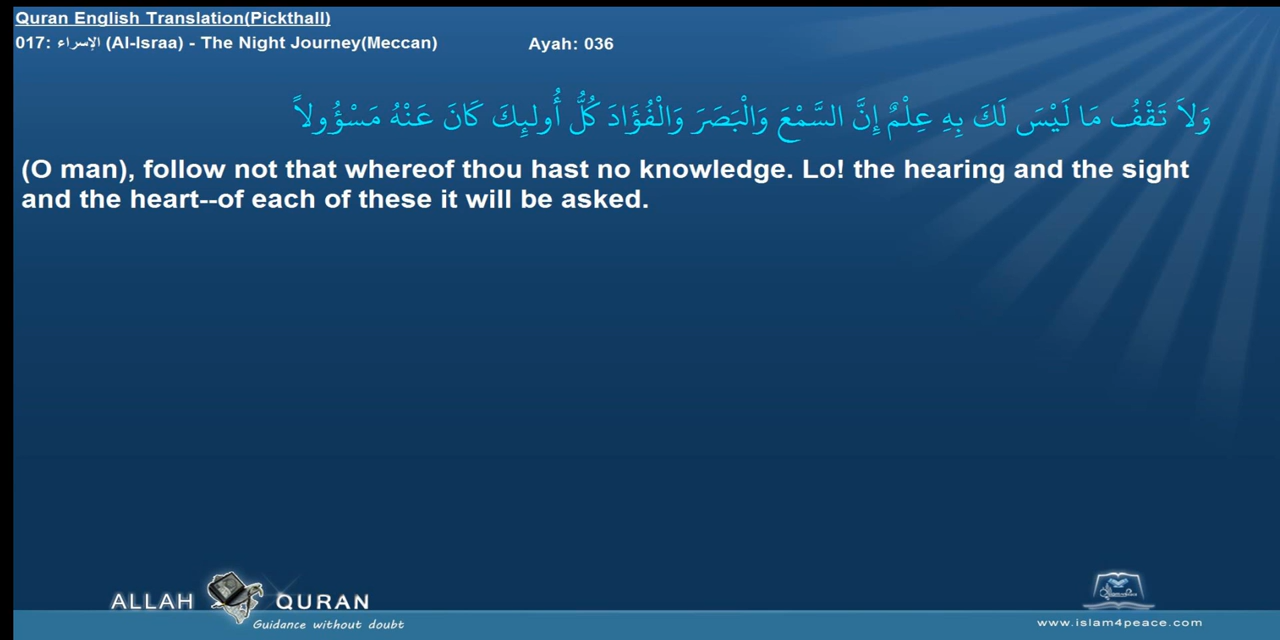 Quran English Translation(Pickthall)
017: الإسراء (Al-Israa) - The Night Journey(Meccan) Ayah: 036
وَلاَ تَقْفُ مَا لَيْسَ لَكَ بِهِ عِلْمٌ إِنَّ السَّمْعَ وَالْبَصَرَ وَالْفُؤَادَ كُلُّ أُولـئِكَ كَانَ عَنْهُ مَسْؤُولاً
(O man), follow not that whereof thou hast no knowledge. Lo! the hearing and the sight
and the heart--of each of these it will be asked.
ALLAH QURAN
Guidance without doubt
www.islam4peace.com